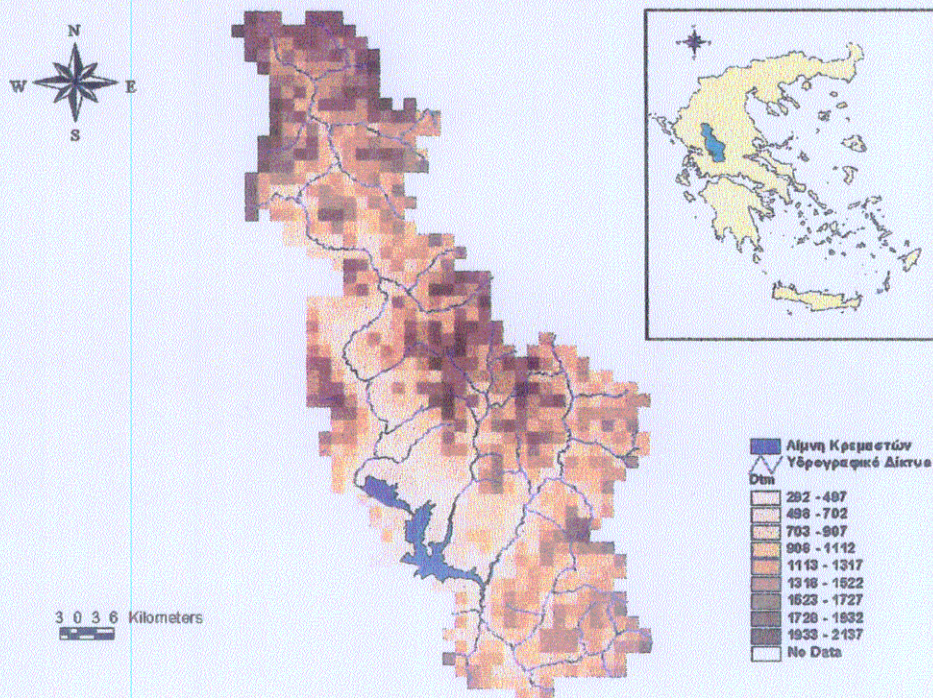 N
W E
S
Λίμνη Κρεμαστών
Υδρογραφικό Δίκτυο
Dtm
292 - 497
498 - 702
703 - 907
908 - 1112
1113 - 1317
1318 - 1522
1523 - 1727
1728 - 1932
1933 - 2137
No Data
3 0 3 6 Kilometers